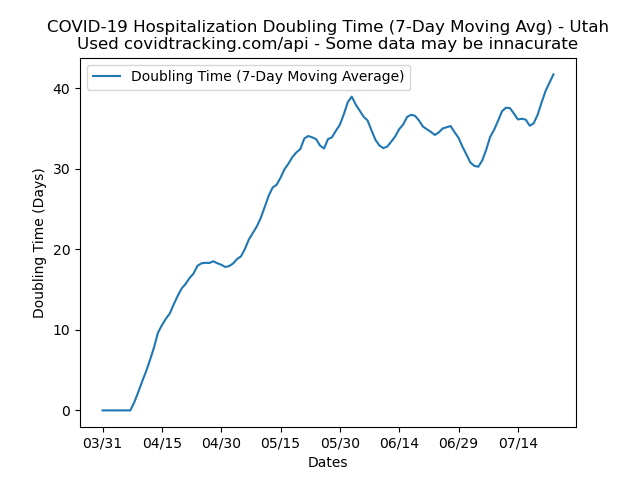 COVID-19 Hospitalization Doubling Time (7-Day Moving Avg) - Utah
Used covidtracking.com/api - Some data may be innacurate
Doubling Time (7-Day Moving Average)
40
30
20
10
0
Doubling Time (Days)
03/31 04/15 04/30 05/15 05/30 06/14 06/29 07/14
Dates